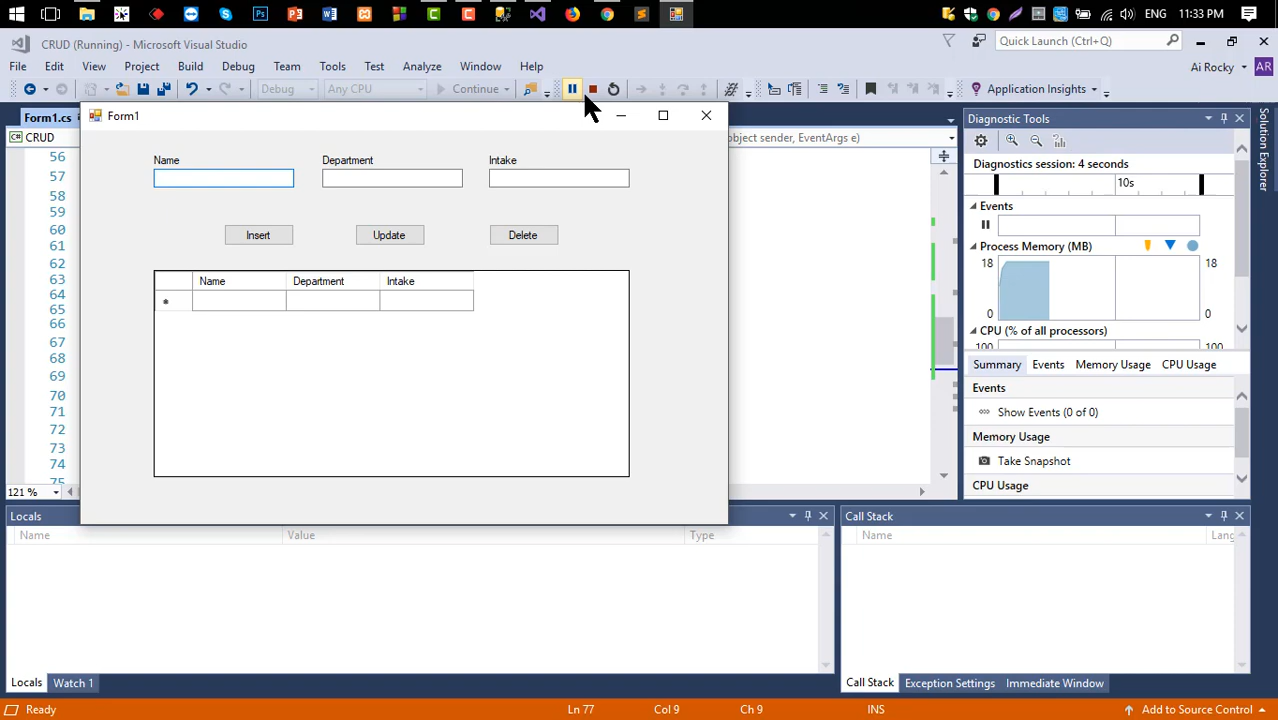 ENG 11:33 PM
CRUD (Running) - Microsoft Visual Studio
Quick Launch (Ctrl+Q)
File Edit View Project Build Debug Team Tools Test Analyze Window Help
Ai Rocky AR
Debug Any CPU Continue Application Insights
Form1.cs
Form1
CRUD
object sender, EventArgs e)
56
57
58
59
60
61
62
63
64
65
66
67
68
69
70
71
72
73
74
75
121 %
Name Department Intake
Insert Update Delete
Name Department Intake
*
Diagnostic Tools
Diagnostics session: 4 seconds
10s
Events
Process Memory (MB)
18 18
0 0
CPU (% of all processors)
100 100
Summary Events Memory Usage CPU Usage
Events
Show Events (0 of 0)
Memory Usage
Take Snapshot
CPU Usage
Solution Explorer
Locals
Name Value Type
Locals Watch 1
Call Stack
Name Lang
Call Stack Exception Settings Immediate Window
Ready Ln 77 Col 9 Ch 9 INS Add to Source Control